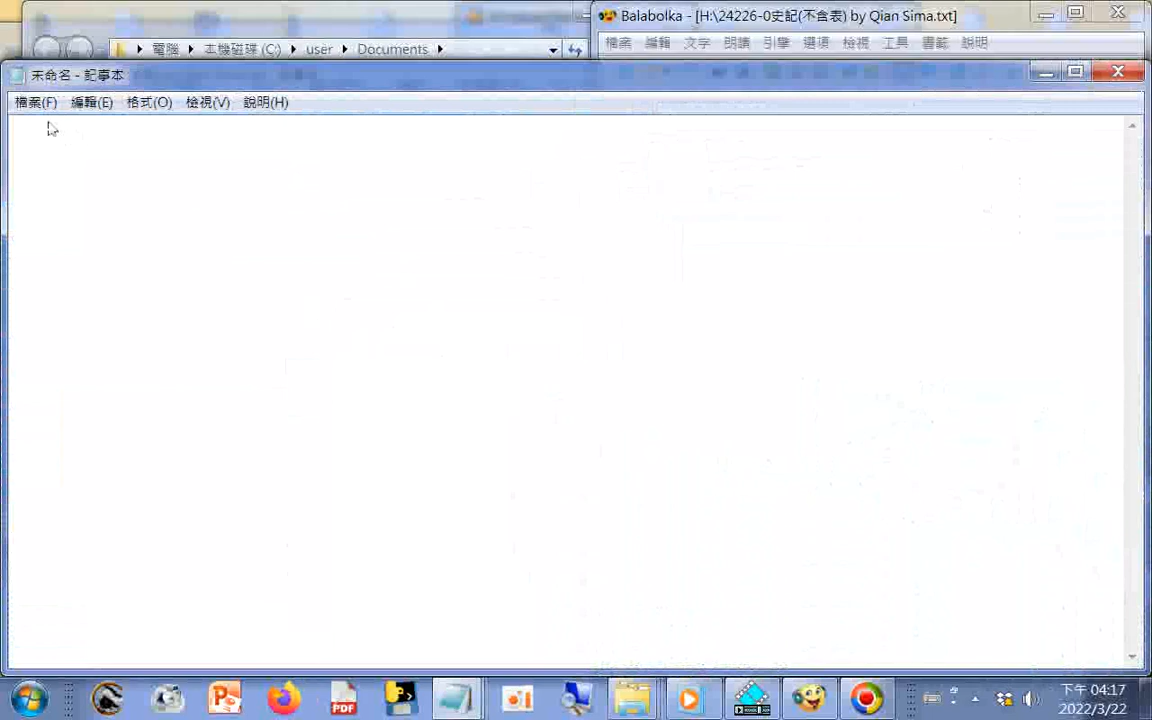 Balabolka - [H:\24226-0史記(不含表) by Qian Sima.txt]
電腦 本機磁碟 (C:) user Documents
檔案 編輯 文字 朗讀 引擎 選項 檢視 工具 書籤 說明
未命名 - 記事本
檔案(F) 編輯(E) 格式(O) 檢視(V) 說明(H)
PDF
下午 04:17
2022/3/22